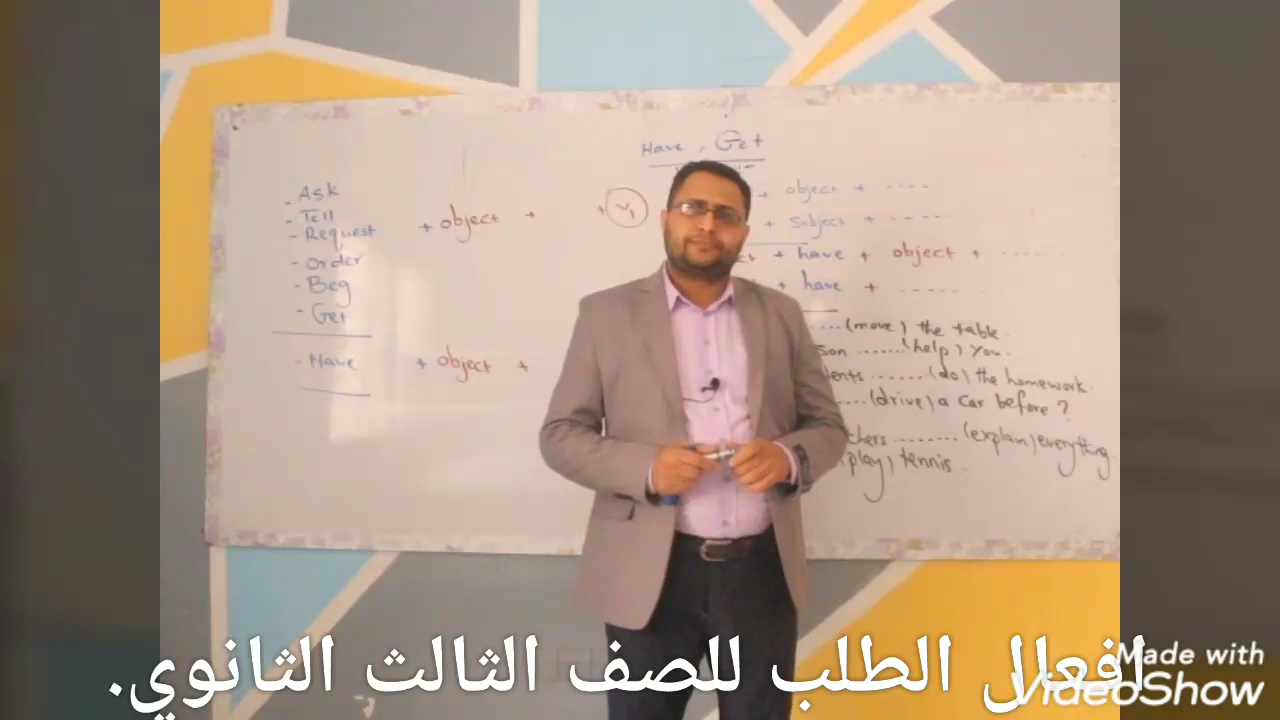 Have , Get
- Ask
- Tell
- Request
- Order
- Beg
- Get
+ object + + V1
- Have + object +
+ object + ....
+ subject + .....
+ have + object + ......
+ have + ......
....(move) the table.
son .......(help) you.
.......(do) the homework.
....(drive) a car before ?
........(explain) everything.
(play) tennis.
افعال الطلب للصف الثالث الثانوي.
Made with
VideoShow